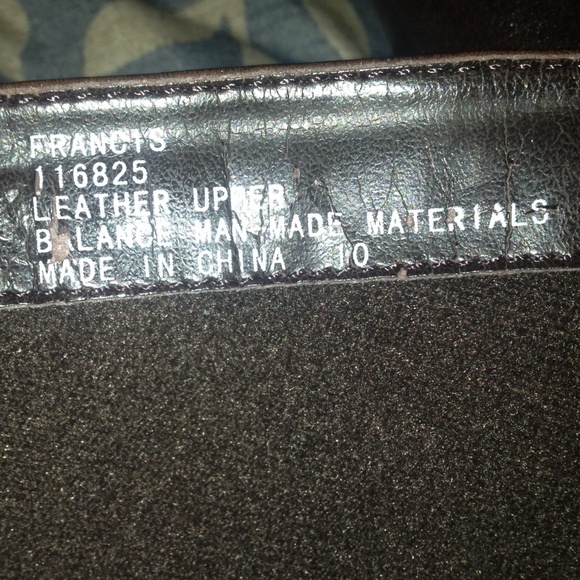 FRANCIS
116825
LEATHER UPPER
BALANCE MAN-MADE MATERIALS
MADE IN CHINA 10